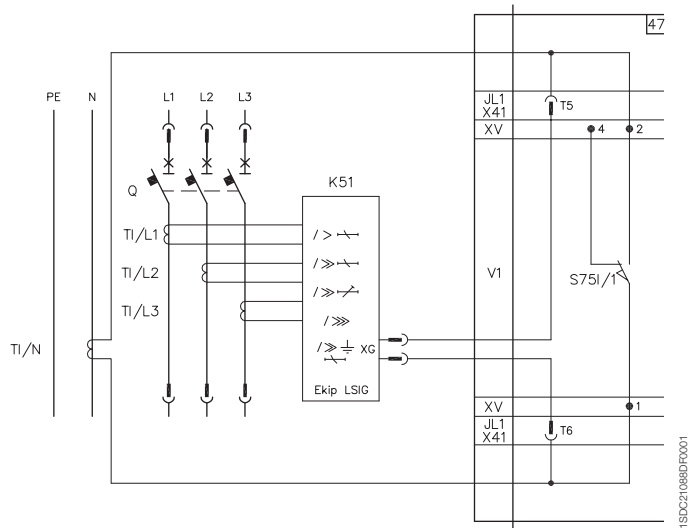 47
PE N L1 L2 L3
JL1
X41
T5
XV
4
2
Q
K51
TI/L1
I >
TI/L2
I >>
V1
S75I/1
I >>
TI/L3
I >>>
TI/N
I >> XG
Ekip LSIG
XV
1
JL1
X41
T6
1SDC21088DF0001